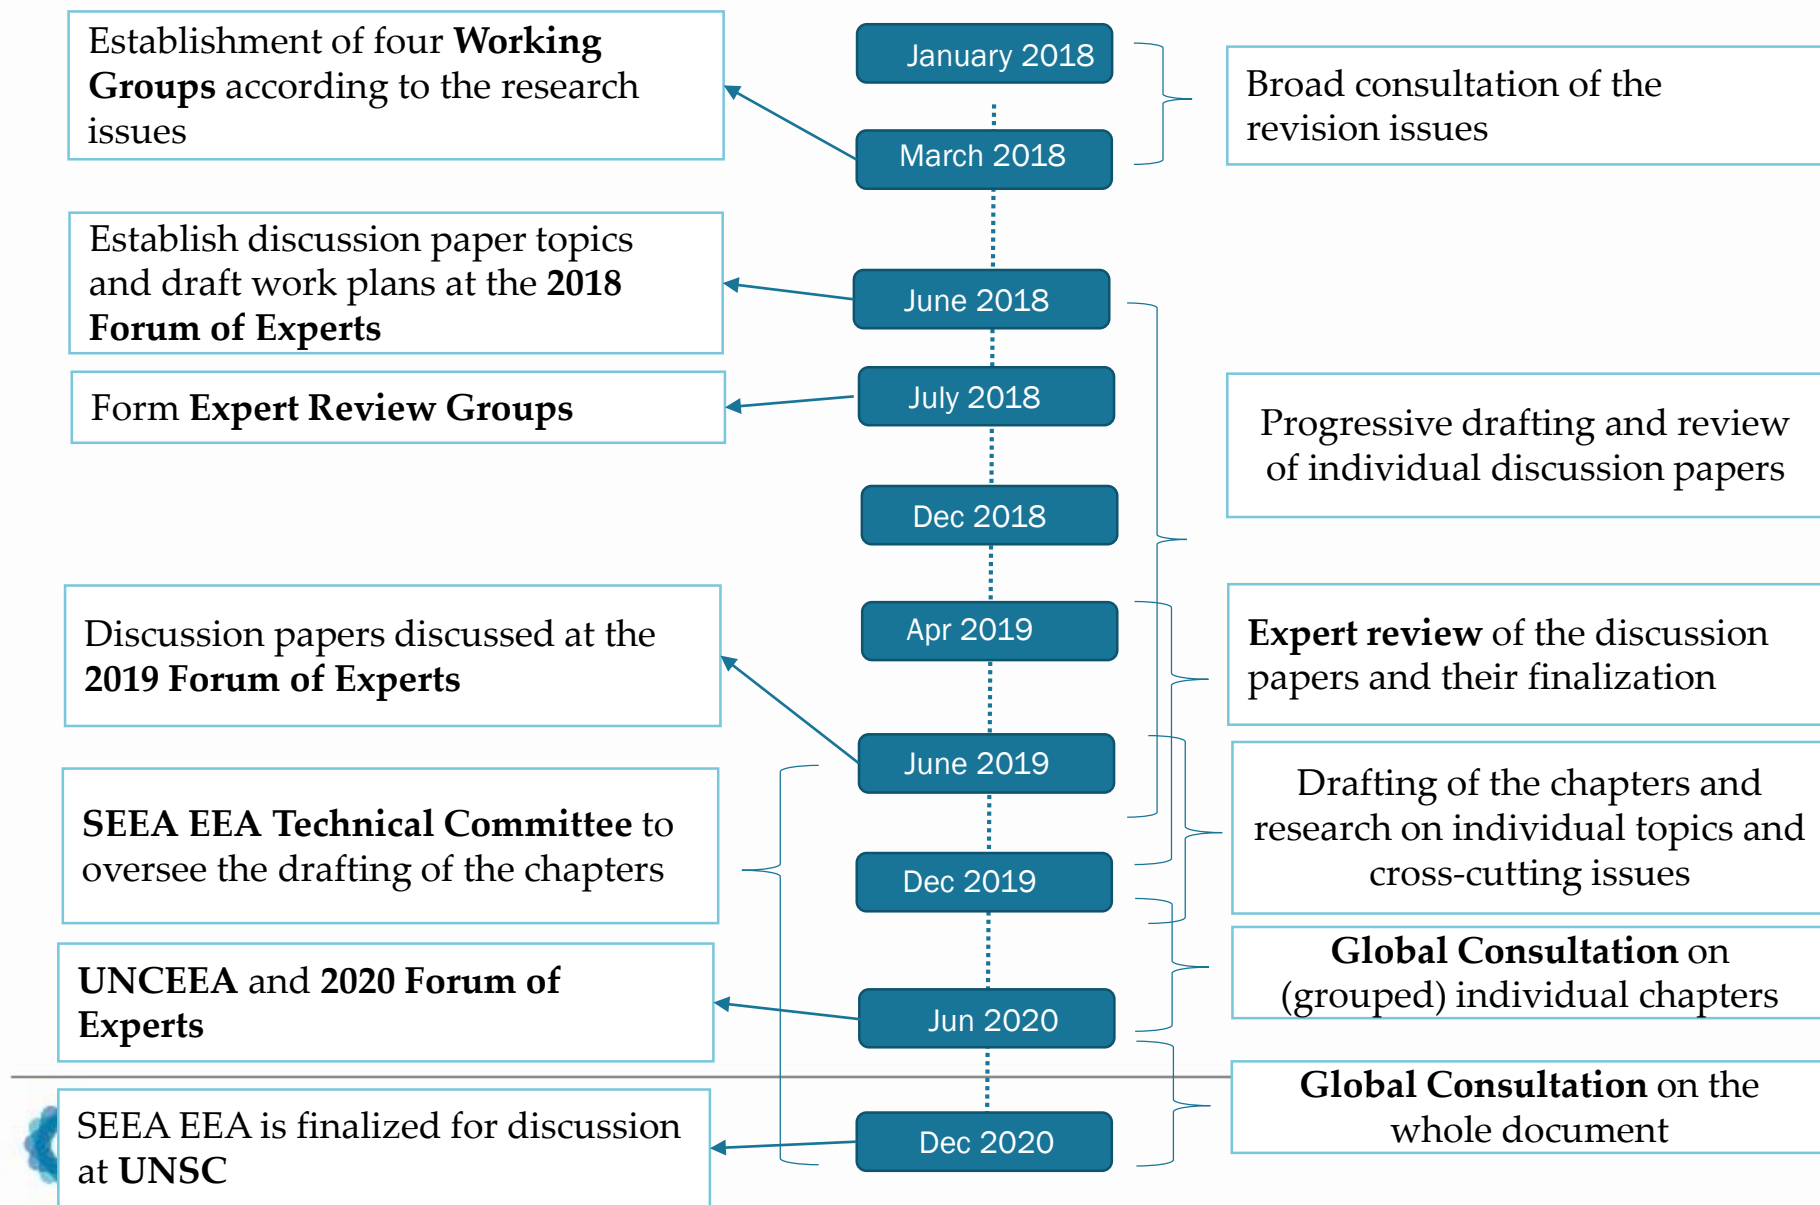 Establishment of four Working
Groups according to the research
issues
January 2018
Broad consultation of the
revision issues
March 2018
Establish discussion paper topics
and draft work plans at the 2018
Forum of Experts
June 2018
Form Expert Review Groups
July 2018
Progressive drafting and review
of individual discussion papers
Dec 2018
Discussion papers discussed at the
2019 Forum of Experts
Apr 2019
Expert review of the discussion
papers and their finalization
June 2019
SEEA EEA Technical Committee to
oversee the drafting of the chapters
Drafting of the chapters and
research on individual topics and
cross-cutting issues
Dec 2019
UNCEEA and 2020 Forum of
Experts
Global Consultation on
(grouped) individual chapters
Jun 2020
Global Consultation on the
whole document
SEEA EEA is finalized for discussion
at UNSC
Dec 2020